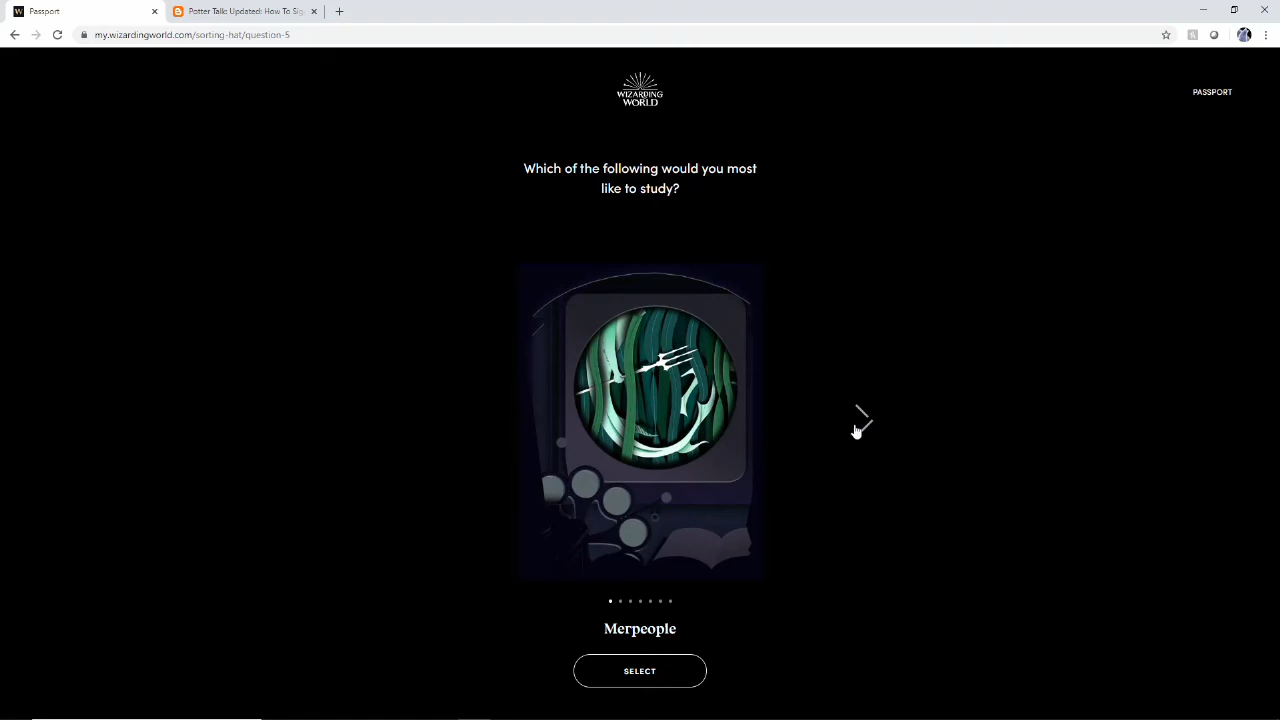 Passport
Potter Talk: Updated: How To Sig
my.wizardingworld.com/sorting-hat/question-5
WIZARDING
WORLD
PASSPORT
Which of the following would you most
like to study?
Merpeople
SELECT